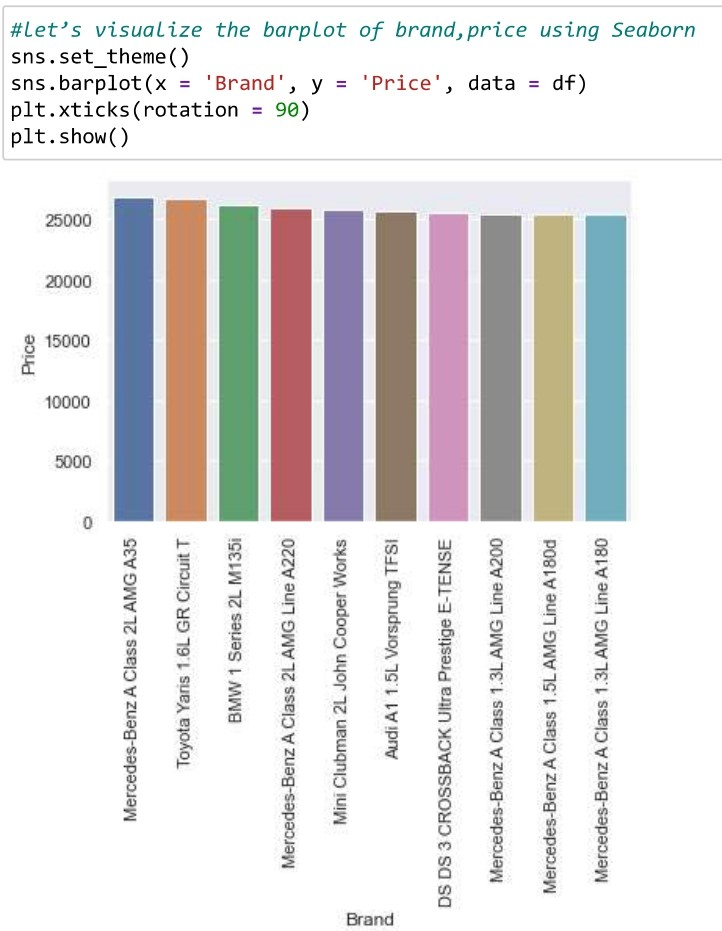 #let’s visualize the barplot of brand,price using Seaborn
sns.set_theme()
sns.barplot(x = 'Brand', y = 'Price', data = df)
plt.xticks(rotation = 90)
plt.show()
Price
25000
20000
15000
10000
5000
0
Mercedes-Benz A Class 2L AMG A35
Toyota Yaris 1.6L GR Circuit T
BMW 1 Series 2L M135i
Mercedes-Benz A Class 2L AMG Line A220
Mini Clubman 2L John Cooper Works
Audi A1 1.5L Vorsprung TFSI
DS DS 3 CROSSBACK Ultra Prestige E-TENSE
Mercedes-Benz A Class 1.3L AMG Line A200
Mercedes-Benz A Class 1.5L AMG Line A180d
Mercedes-Benz A Class 1.3L AMG Line A180
Brand